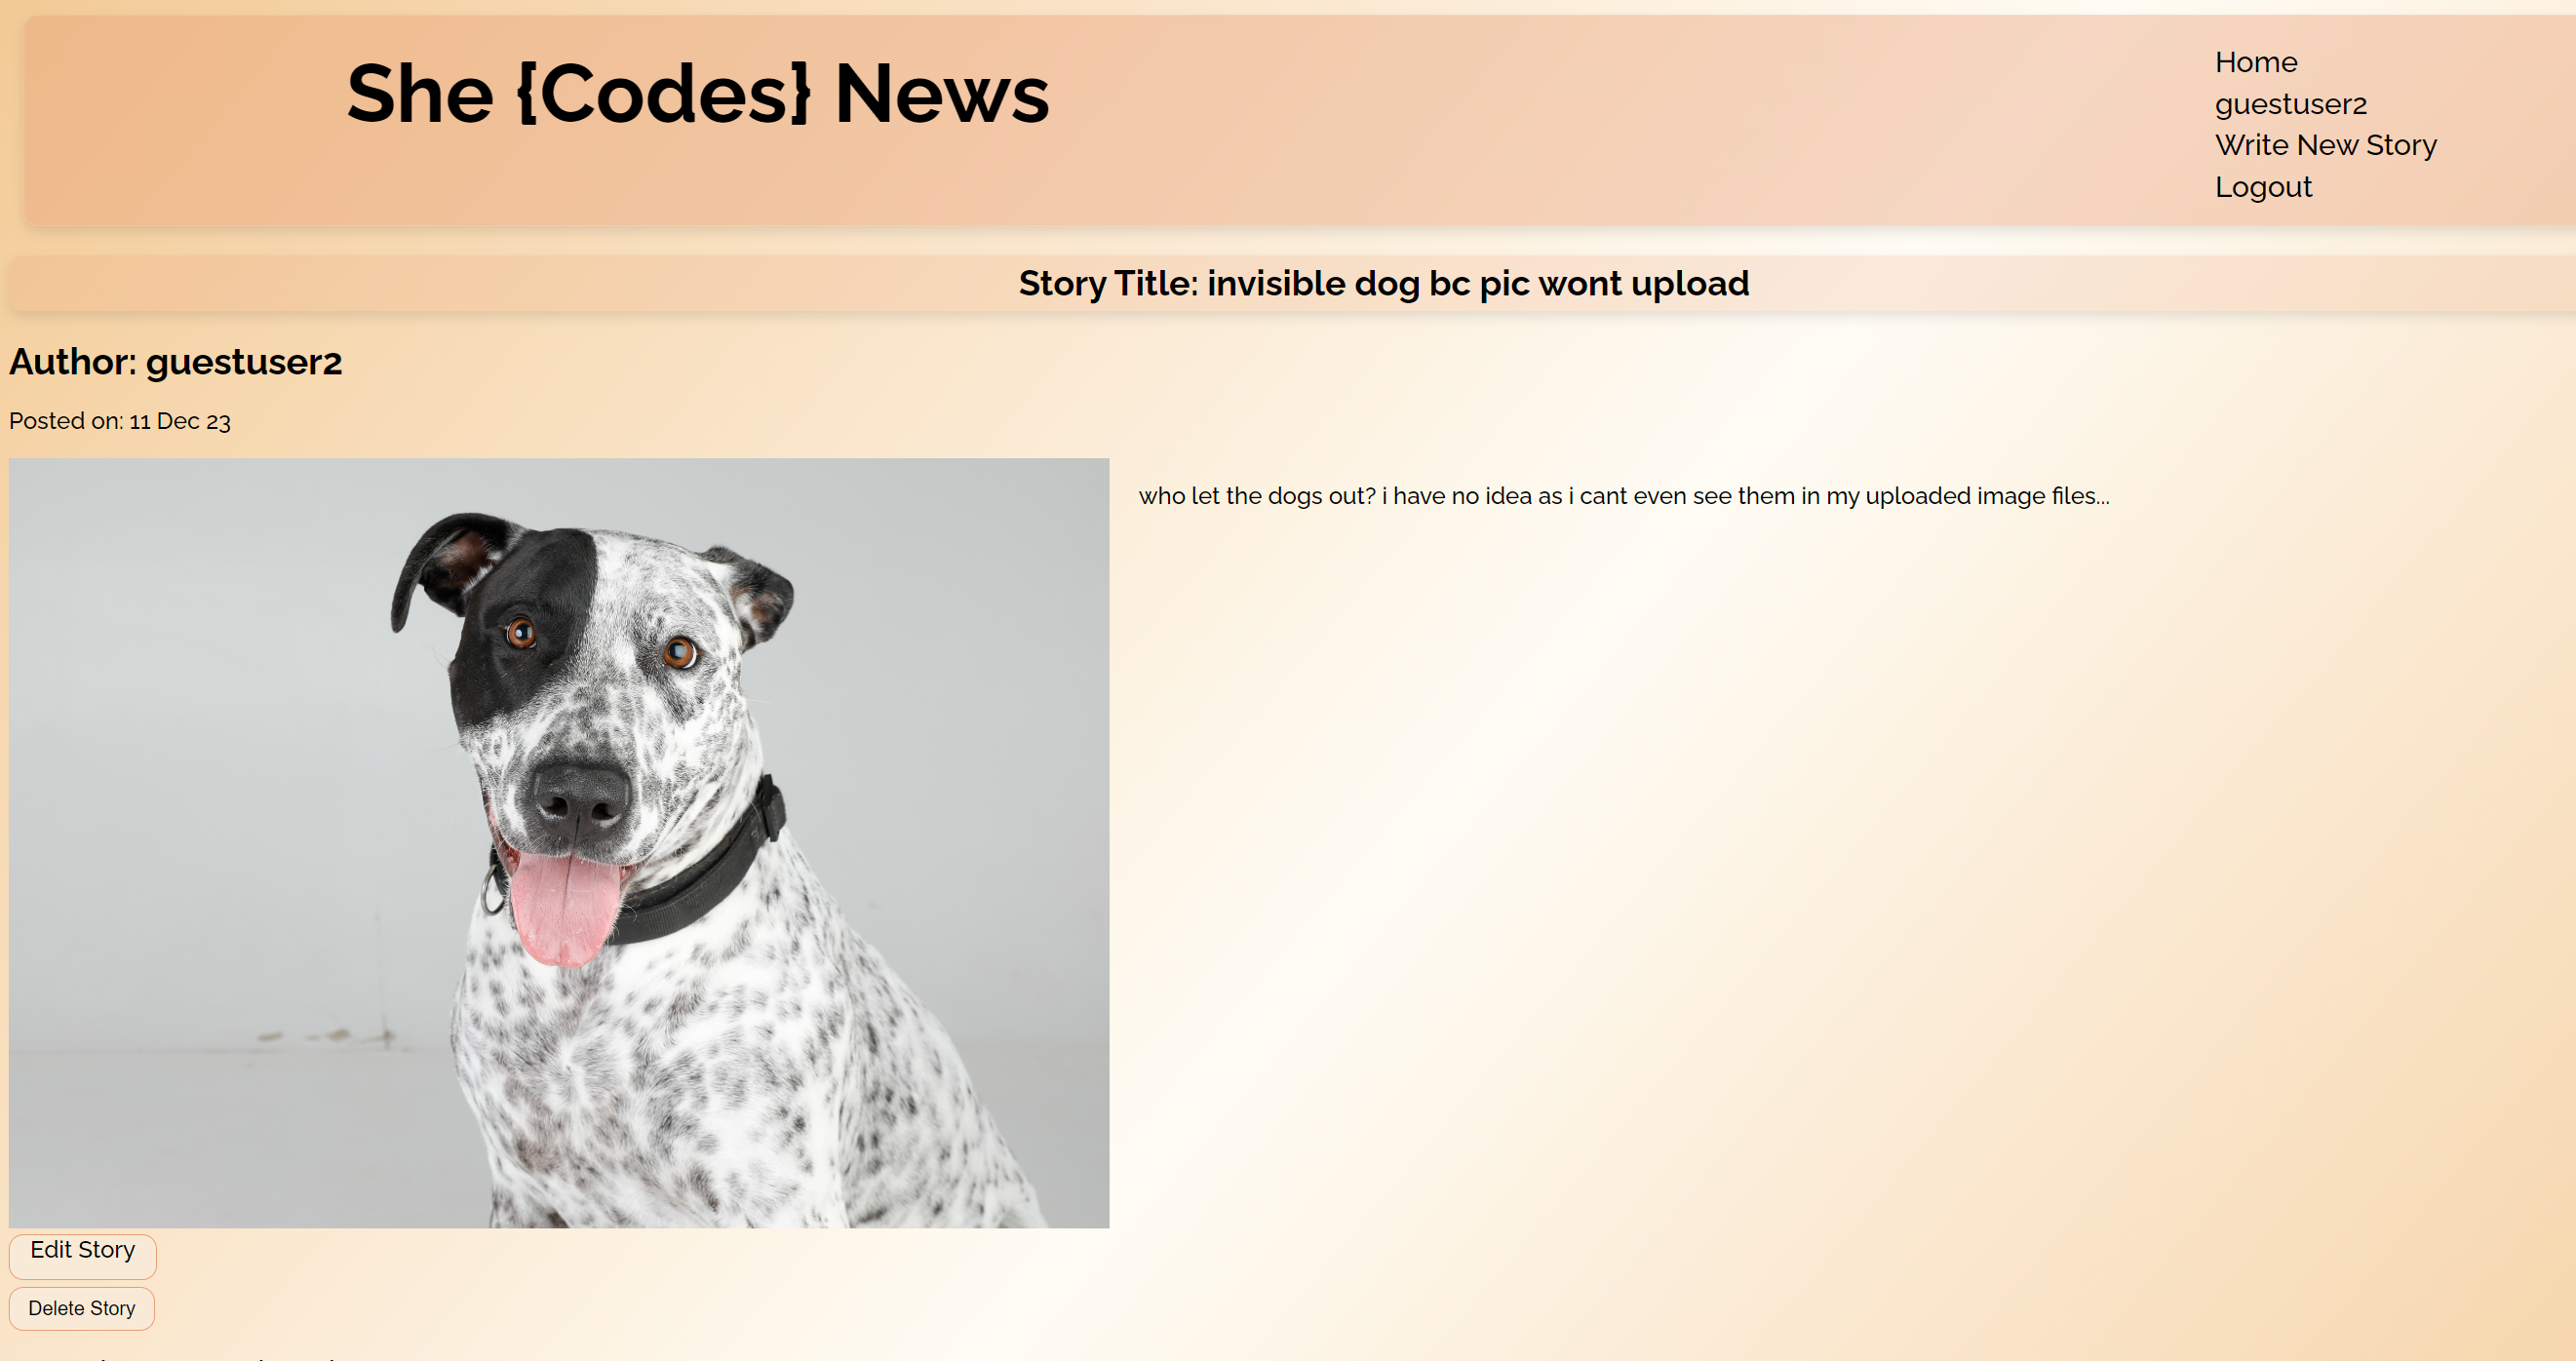 She {Codes} News
Home
guestuser2
Write New Story
Logout
Story Title: invisible dog bc pic wont upload
Author: guestuser2
Posted on: 11 Dec 23
who let the dogs out? i have no idea as i cant even see them in my uploaded image files...
Edit Story
Delete Story